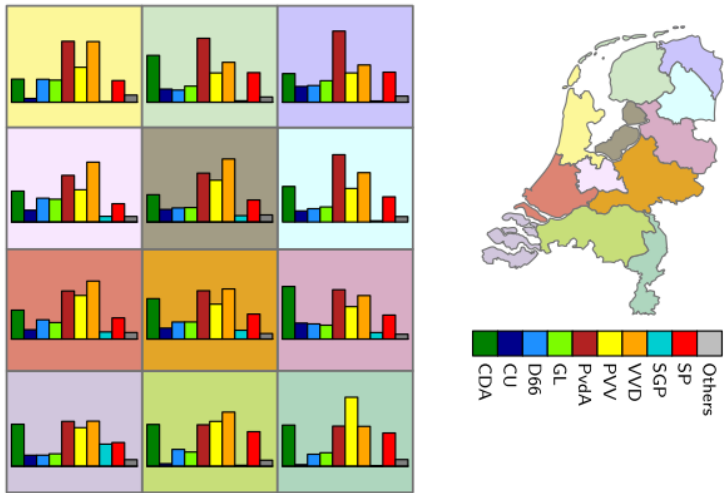 CDA
CU
D66
GL
PvdA
PVV
VVD
SGP
SP
Others